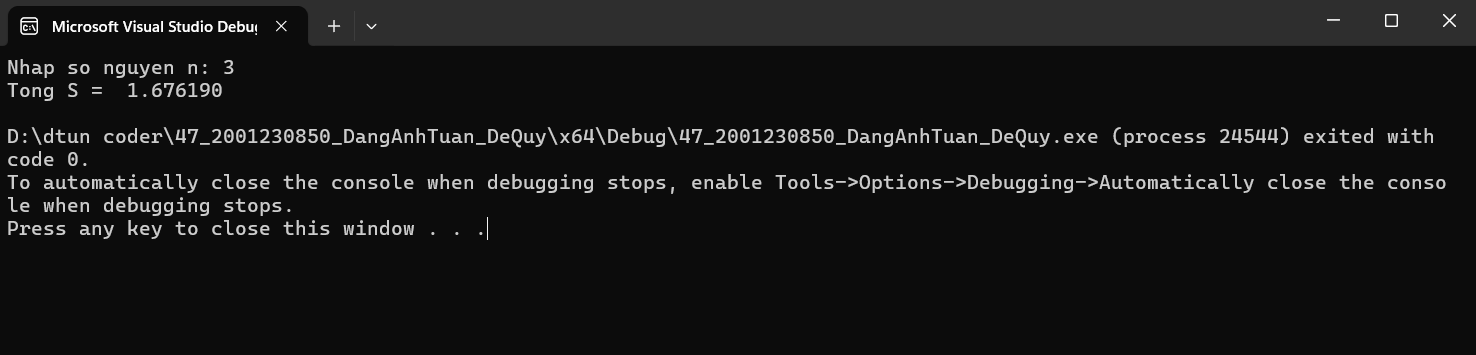 Microsoft Visual Studio Debug
Nhap so nguyen n: 3
Tong S =  1.676190
D:\dtun coder\47_2001230850_DangAnhTuan_DeQuy\x64\Debug\47_2001230850_DangAnhTuan_DeQuy.exe (process 24544) exited with
code 0.
To automatically close the console when debugging stops, enable Tools->Options->Debugging->Automatically close the conso
le when debugging stops.
Press any key to close this window . . .